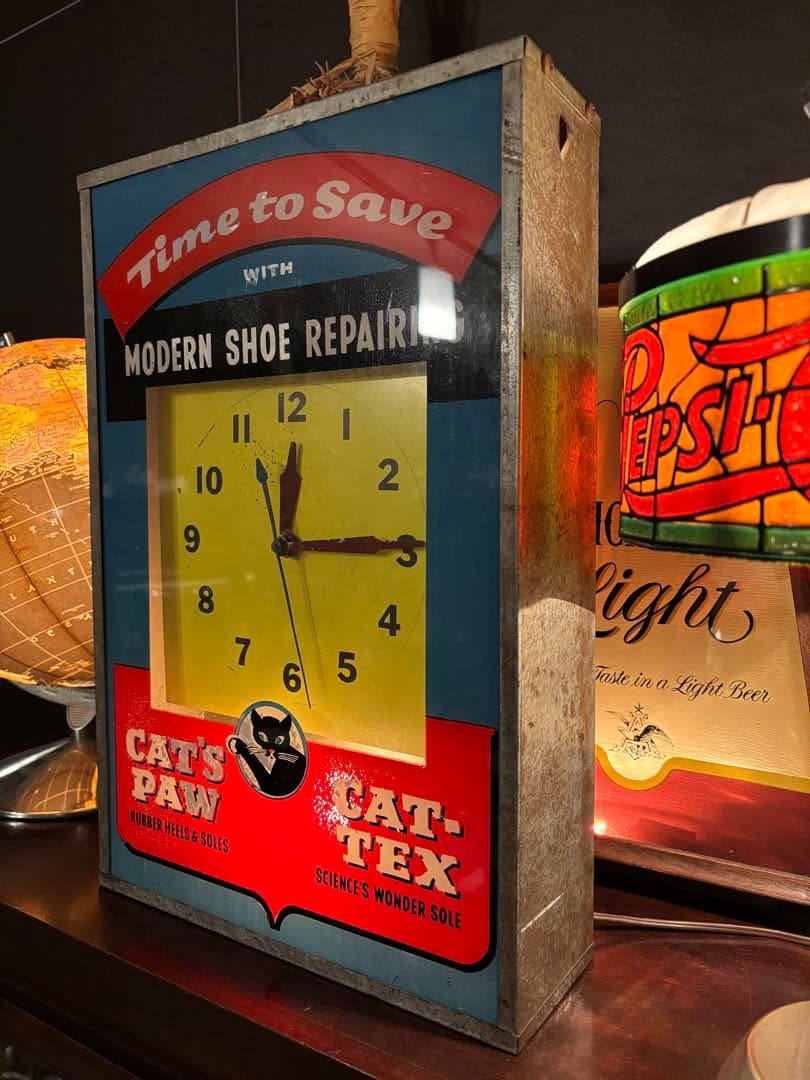 Time to Save
WITH
MODERN SHOE REPAIRING
12
11
1
10
2
9
3
8
4
7
5
6
CAT'S
PAW
RUBBER HEELS & SOLES
CAT-
TEX
SCIENCE'S WONDER SOLE
PEPSI-
Light
Taste in a Light Beer